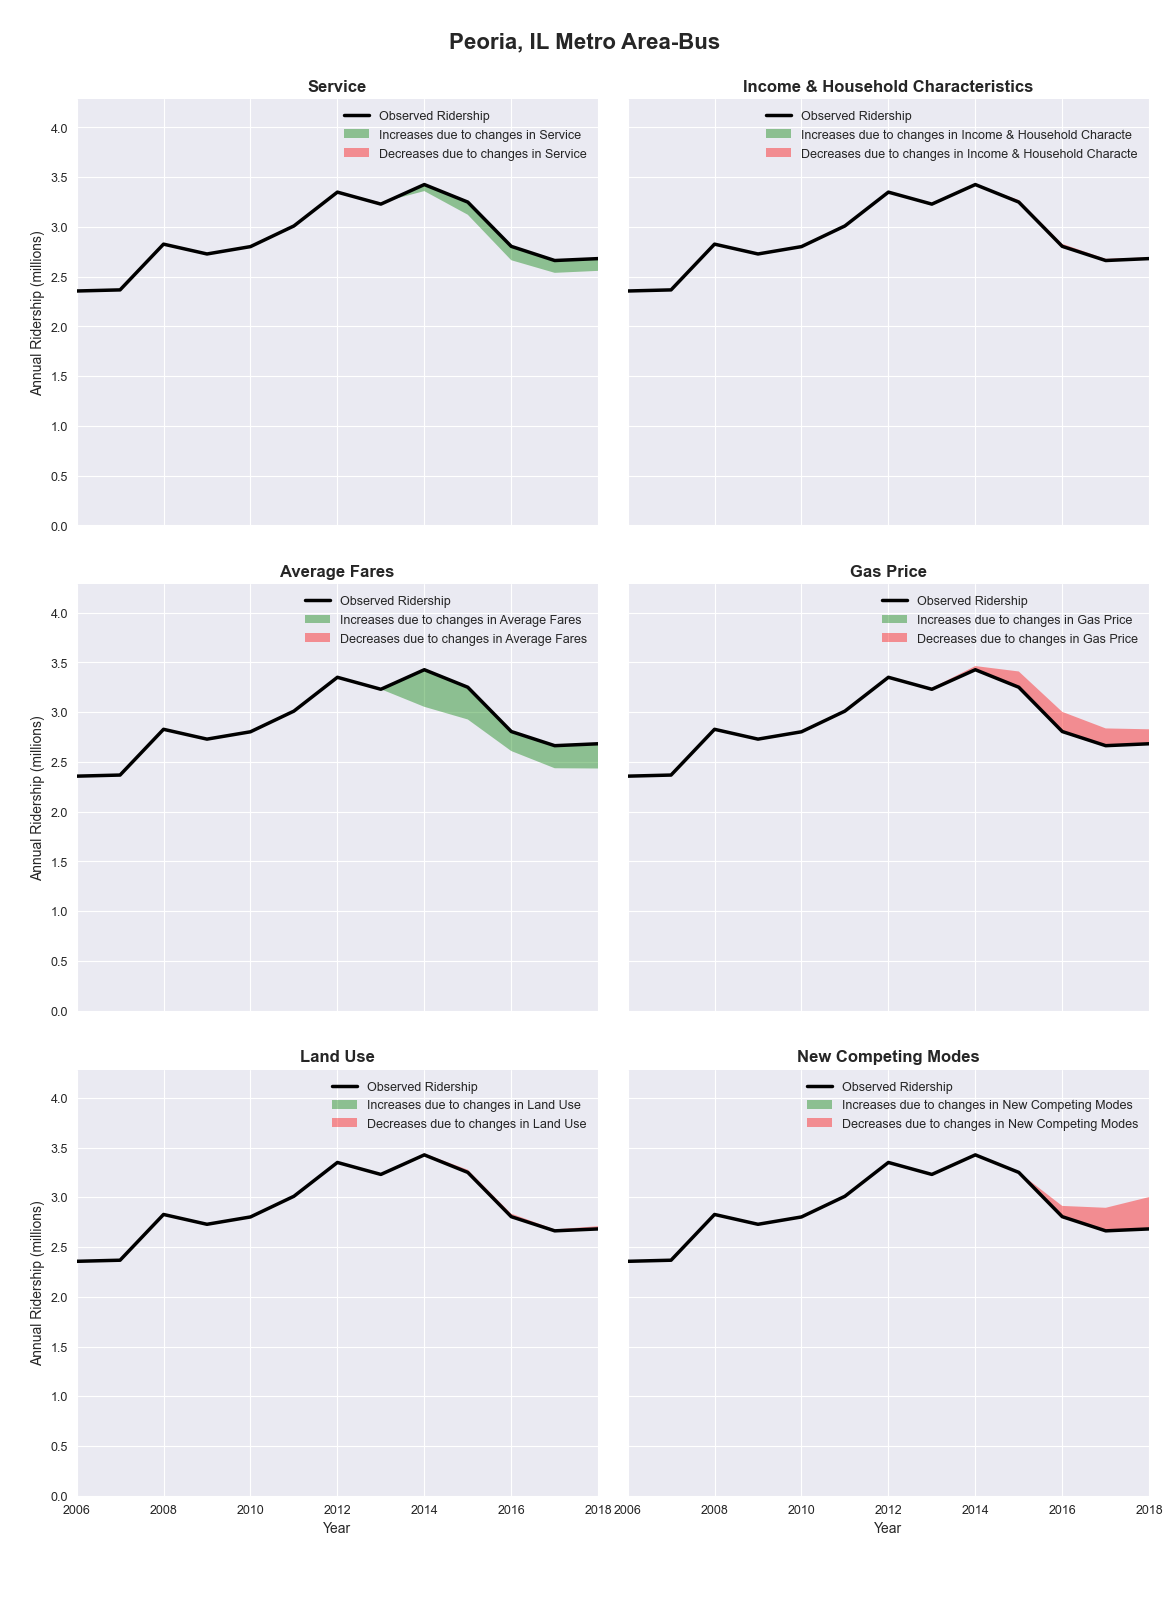 Peoria, IL Metro Area-Bus
Service
Observed Ridership
Increases due to changes in Service
Decreases due to changes in Service
Annual Ridership (millions)
4.0
3.5
3.0
2.5
2.0
1.5
1.0
0.5
0.0
Income & Household Characteristics
Observed Ridership
Increases due to changes in Income & Household Characte
Decreases due to changes in Income & Household Characte
Average Fares
Observed Ridership
Increases due to changes in Average Fares
Decreases due to changes in Average Fares
Annual Ridership (millions)
4.0
3.5
3.0
2.5
2.0
1.5
1.0
0.5
0.0
Gas Price
Observed Ridership
Increases due to changes in Gas Price
Decreases due to changes in Gas Price
Land Use
Observed Ridership
Increases due to changes in Land Use
Decreases due to changes in Land Use
Annual Ridership (millions)
4.0
3.5
3.0
2.5
2.0
1.5
1.0
0.5
0.0
2006 2008 2010 2012 2014 2016 2018
Year
New Competing Modes
Observed Ridership
Increases due to changes in New Competing Modes
Decreases due to changes in New Competing Modes
2006 2008 2010 2012 2014 2016 2018
Year